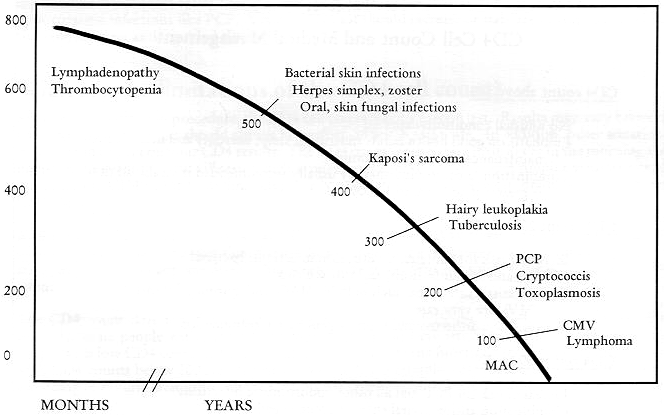 800
600
400
200
0
Lymphadenopathy
Thrombocytopenia
Bacterial skin infections
Herpes simplex, zoster
Oral, skin fungal infections
500
Kaposi's sarcoma
400
Hairy leukoplakia
Tuberculosis
300
PCP
Cryptococcis
Toxoplasmosis
200
CMV
Lymphoma
100
MAC
MONTHS
YEARS